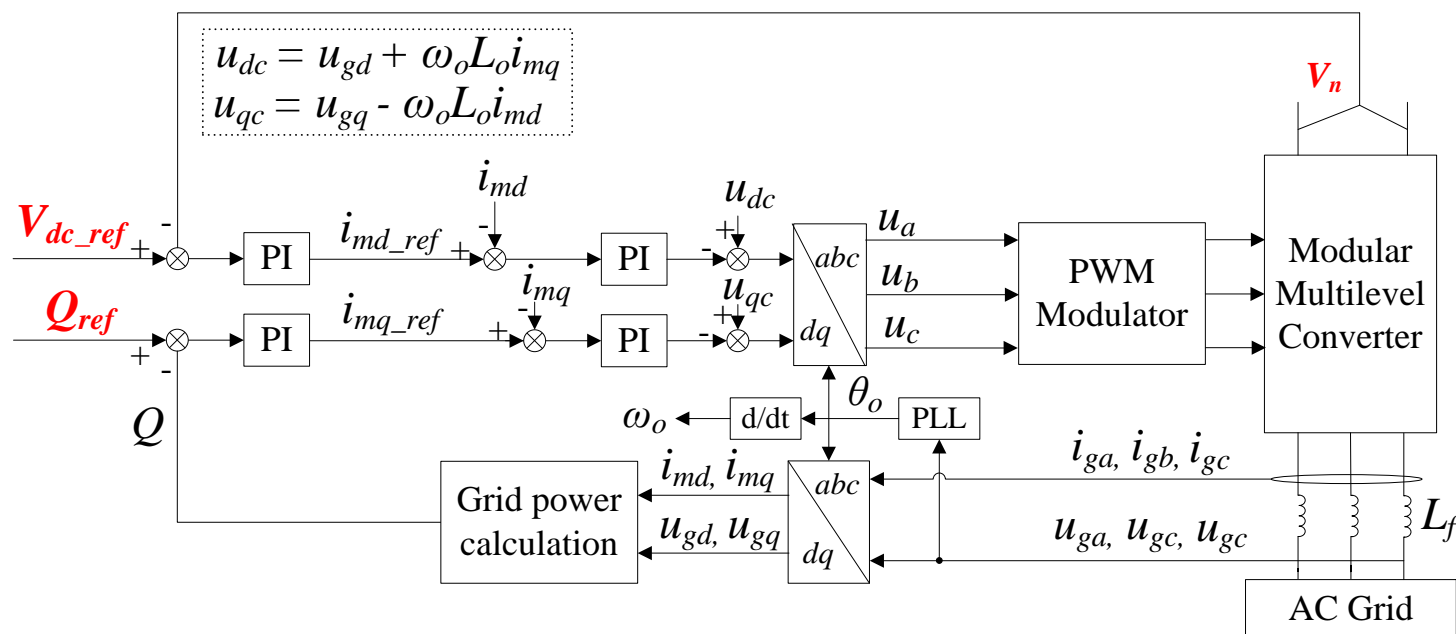 u_dc = u_gd + ω_o L_o i_mq
u_qc = u_gq - ω_o L_o i_md
V_n
i_md
u_dc
V_dc_ref
-
+
PI
i_md_ref
+
-
PI
-
+
abc
dq
u_a
u_b
u_c
PWM
Modulator
Modular
Multilevel
Converter
Q_ref
+
-
PI
i_mq_ref
i_mq
+
-
PI
u_qc
-
+
Q
ω_o
d/dt
θ_o
PLL
Grid power
calculation
i_md, i_mq
u_gd, u_gq
abc
dq
i_ga, i_gb, i_gc
u_ga, u_gc, u_gc
L_f
AC Grid